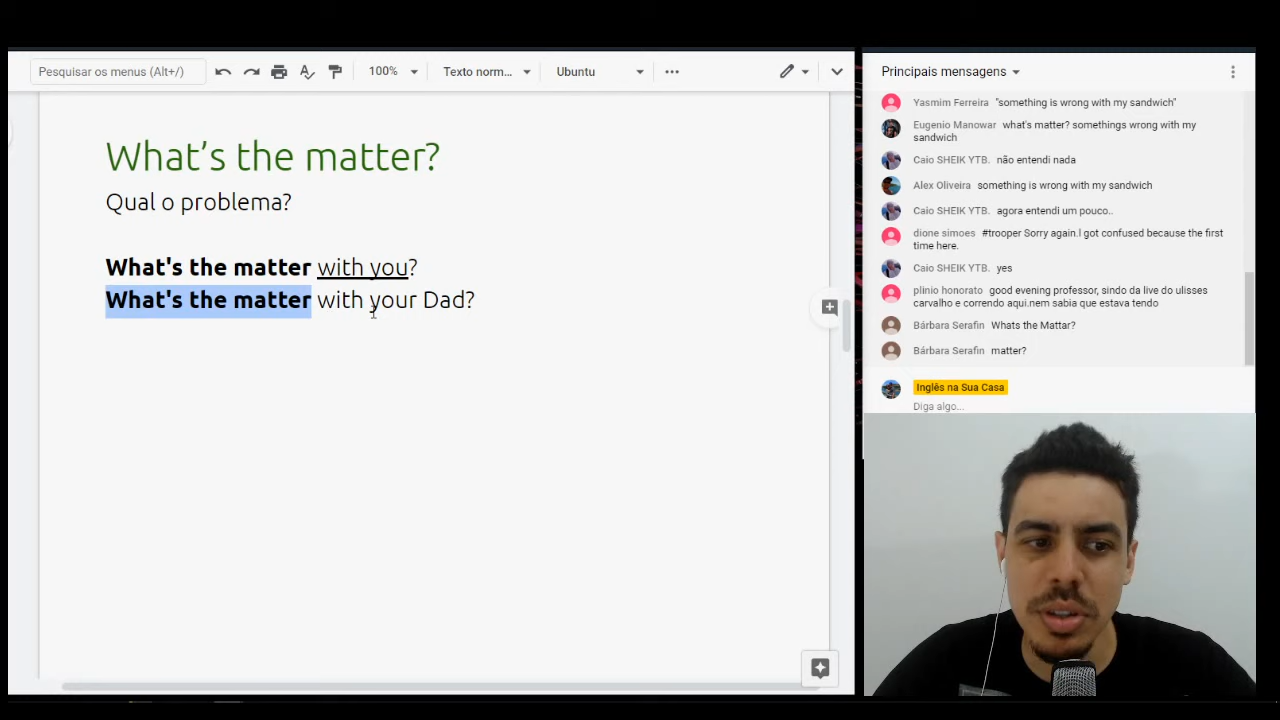 Pesquisar os menus (Alt+/)
100%
Texto norm...
Ubuntu
What's the matter?
Qual o problema?
What's the matter with you?
What's the matter with your Dad?
Principais mensagens
Yasmim Ferreira "something is wrong with my sandwich"
Eugenio Manowar what's matter? somethings wrong with my
sandwich
Caio SHEIK YTB. não entendi nada
Alex Oliveira something is wrong with my sandwich
Caio SHEIK YTB. agora entendi um pouco..
dione simoes #trooper Sorry again.I got confused because the first
time here.
Caio SHEIK YTB. yes
plinio honorato good evening professor, sindo da live do ulisses
carvalho e correndo aqui.nem sabia que estava tendo
Bárbara Serafin Whats the Mattar?
Bárbara Serafin matter?
Inglês na Sua Casa
Diga algo...